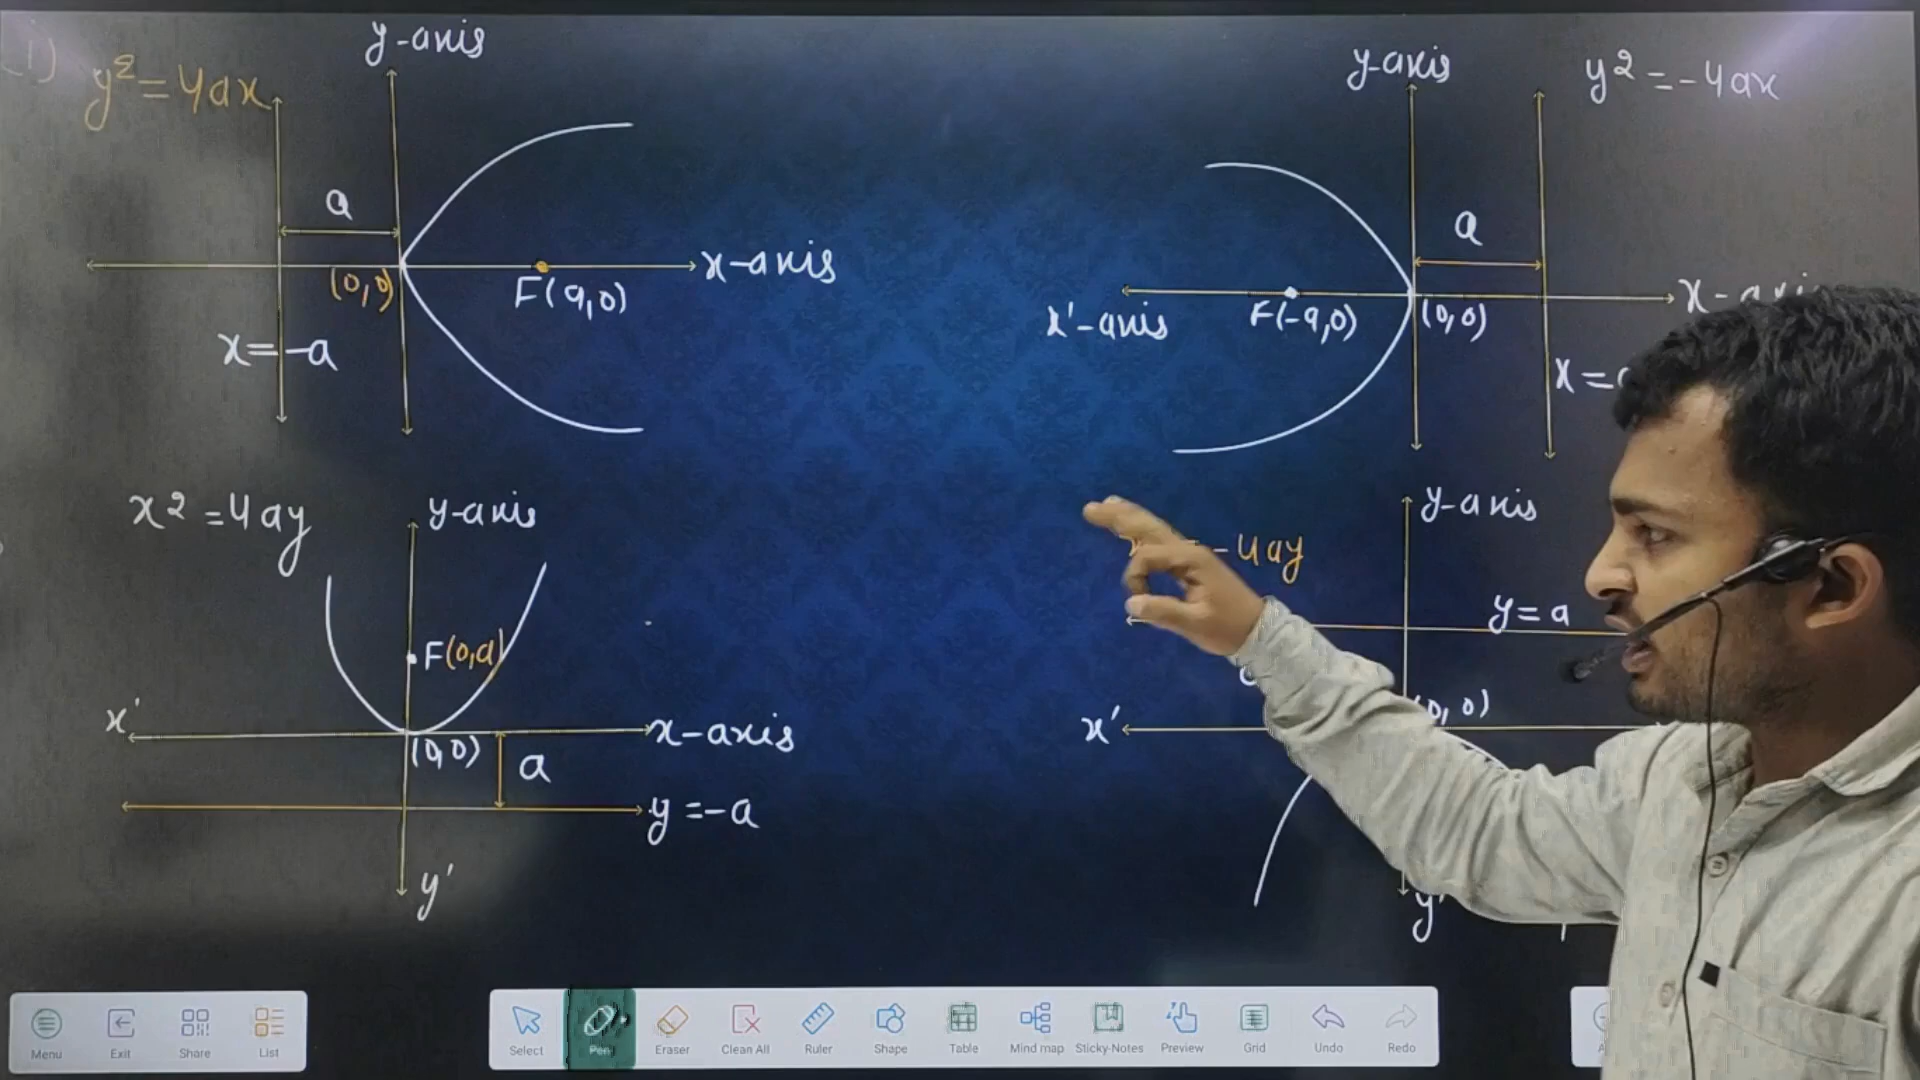 1)
y² = 4ax
y-axis
a
x-axis
(0,0)
F(a,0)
x = -a
y-axis
y² = -4ax
a
x'-axis
F(-a,0)
(0,0)
x =
x² = 4ay
y-axis
F(0,a)
x'
x-axis
(0,0)
a
y = -a
y'
y-axis
-4ay
y = a
0)
x'
y'
Menu
Exit
Share
List
Select
Pen
Eraser
Clean All
Ruler
Shape
Table
Mind map
Sticky-Notes
Preview
Grid
Undo
Redo